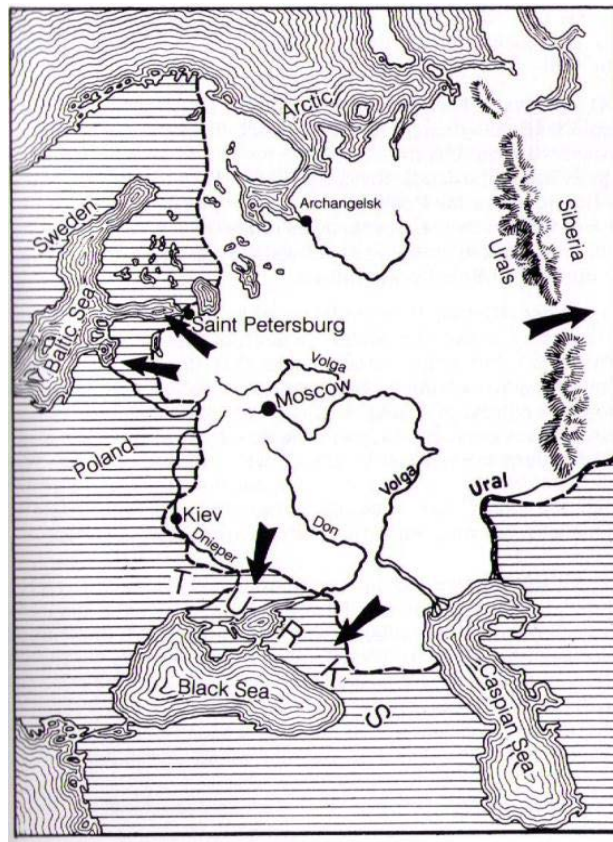 Arctic
Archangelsk
Sweden
Siberia
Urals
Baltic Sea
Saint Petersburg
Volga
Moscow
Poland
Volga
Ural
Kiev
Dnieper
Don
TURKS
Black Sea
Caspian Sea